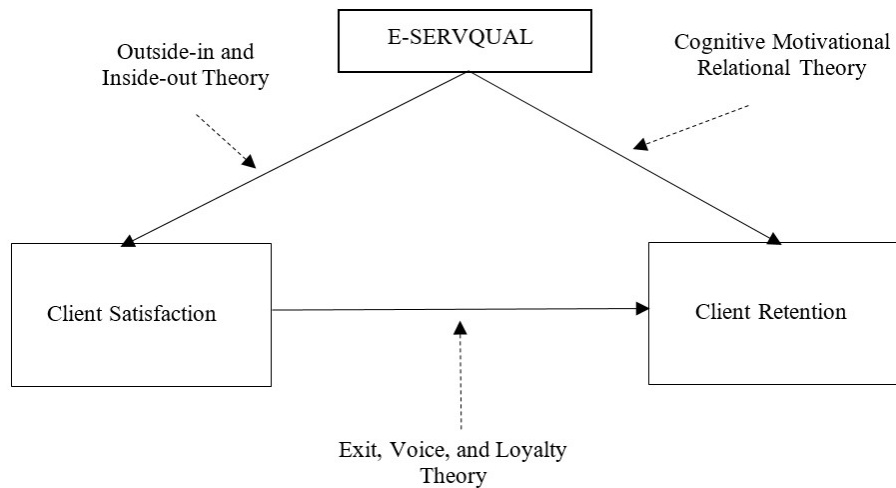 E-SERVQUAL
Outside-in and
Inside-out Theory
Cognitive Motivational
Relational Theory
Client Satisfaction
Client Retention
Exit, Voice, and Loyalty
Theory